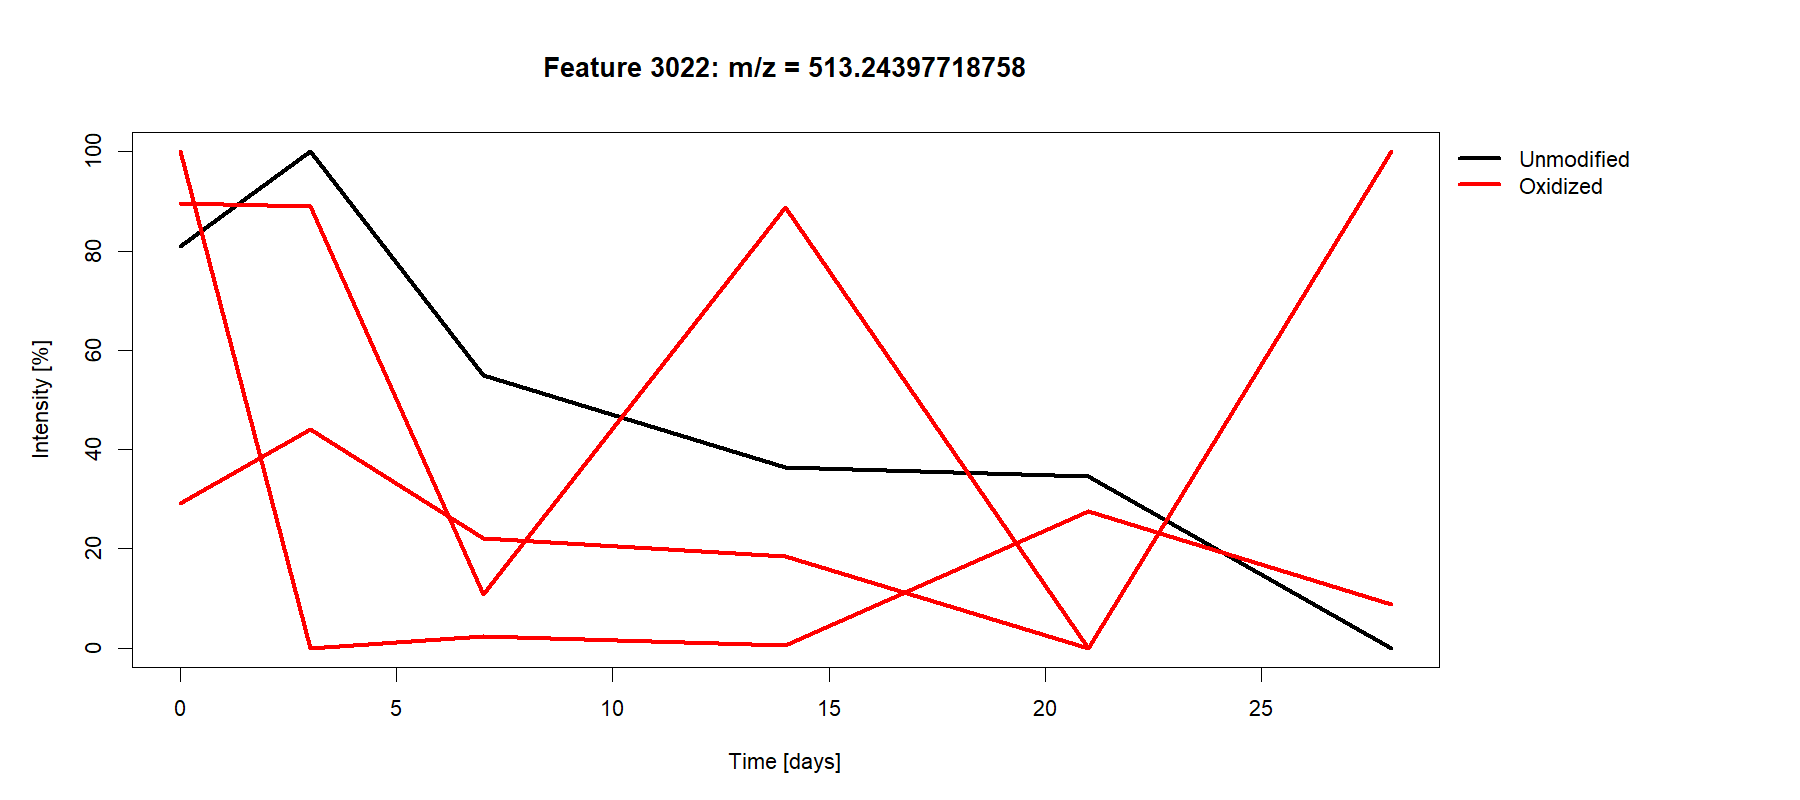 Feature 3022: m/z = 513.24397718758
Unmodified
Oxidized
Intensity [%]
100
80
60
40
20
0
0 5 10 15 20 25
Time [days]